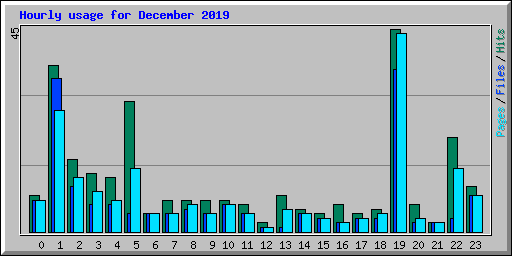 Hourly usage for December 2019
45
Pages/Files/Hits
0 1 2 3 4 5 6 7 8 9 10 11 12 13 14 15 16 17 18 19 20 21 22 23